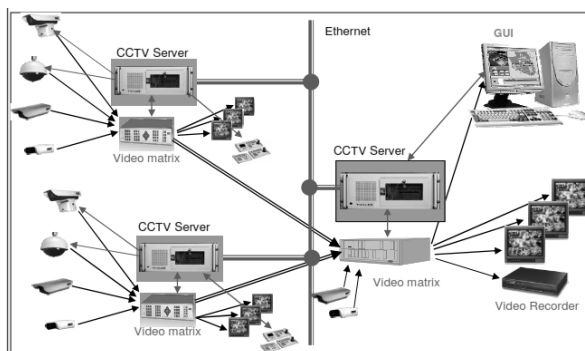 Ethernet
GUI
CCTV Server
Video matrix
CCTV Server
CCTV Server
Video matrix
Video matrix
Video Recorder